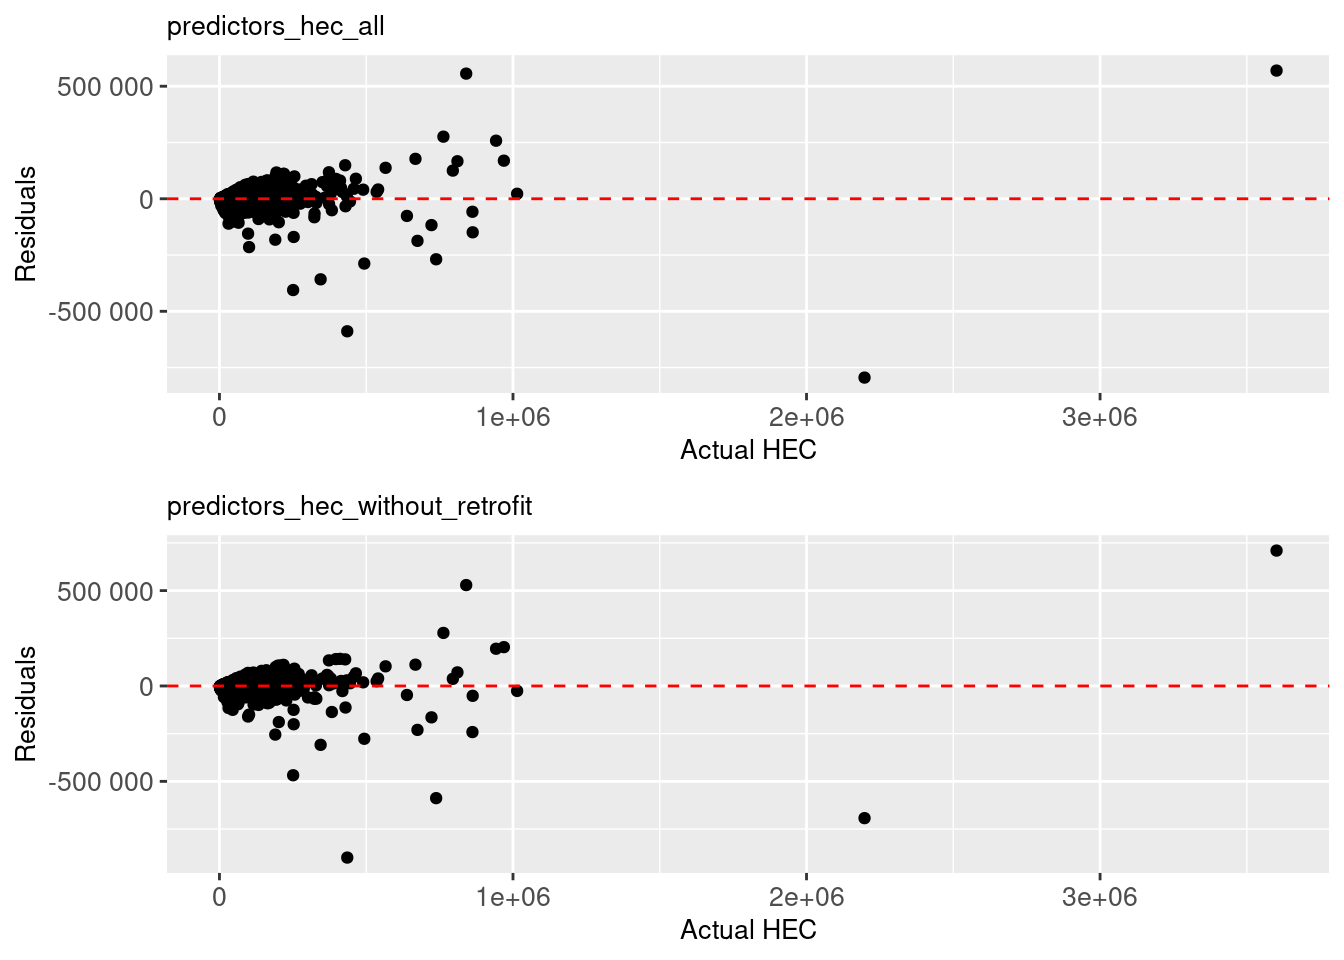 predictors_hec_all
500 000
0
-500 000
Residuals
0 1e+06 2e+06 3e+06
Actual HEC
predictors_hec_without_retrofit
500 000
0
-500 000
Residuals
0 1e+06 2e+06 3e+06
Actual HEC